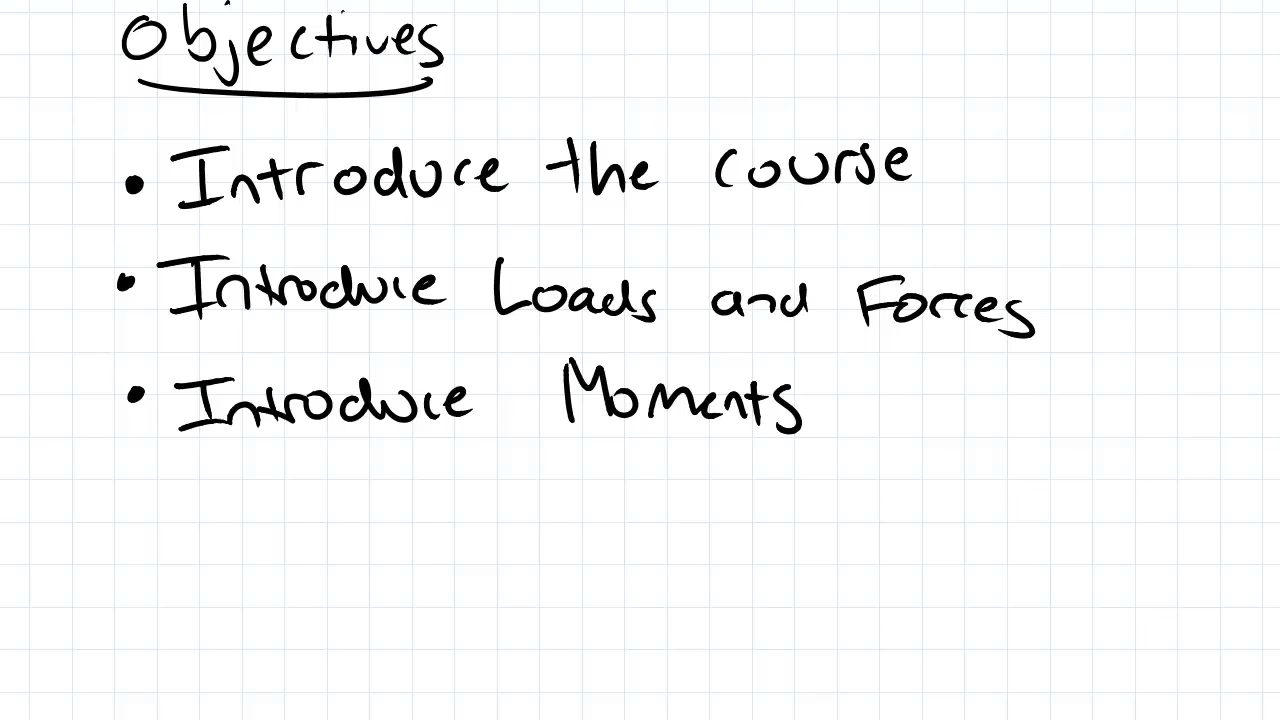 Objectives
• Introduce the course
• Introduce Loads and Forces
• Introduce Moments